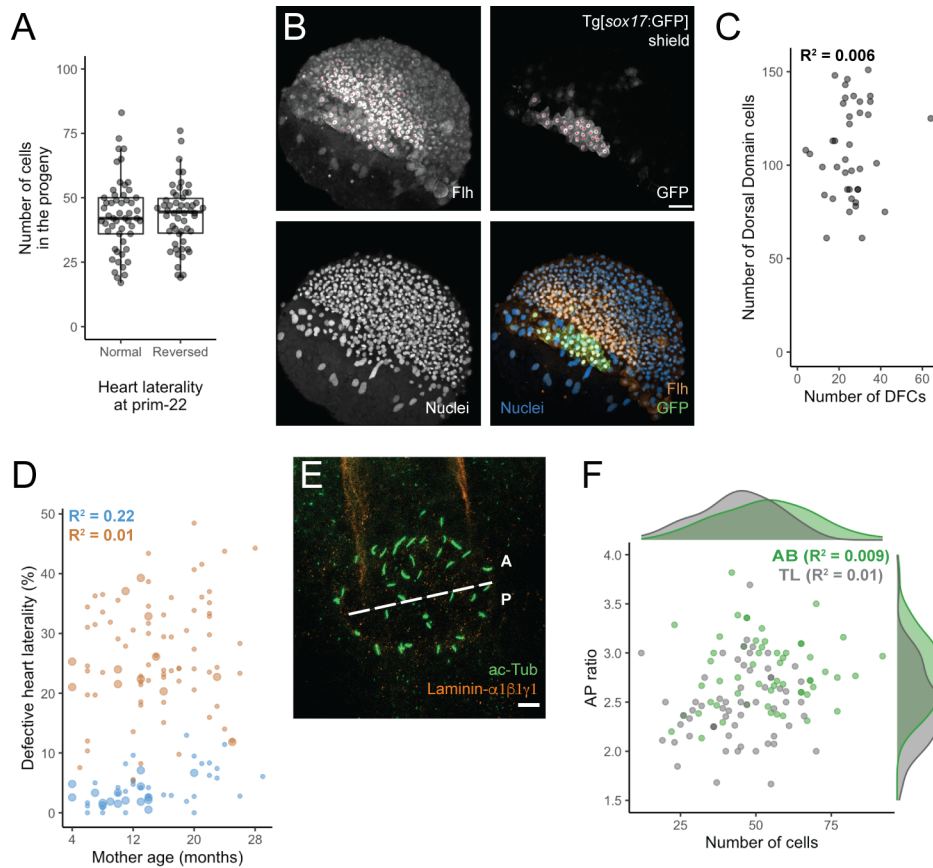 A
100
75
50
25
0
Number of cells
in the progeny
Normal Reversed
Heart laterality
at prim-22
B
Tg[sox17:GFP]
shield
Flh
GFP
Nuclei
Nuclei
Flh
GFP
C
R² = 0.006
150
100
50
0
Number of Dorsal Domain cells
0 20 40 60
Number of DFCs
D
R² = 0.22
R² = 0.01
50
40
30
20
10
0
Defective heart laterality (%)
4 12 20 28
Mother age (months)
E
A
P
ac-Tub
Laminin-α1β1γ1
F
AB (R² = 0.009)
TL (R² = 0.01)
4.0
3.5
3.0
2.5
2.0
1.5
AP ratio
25 50 75
Number of cells